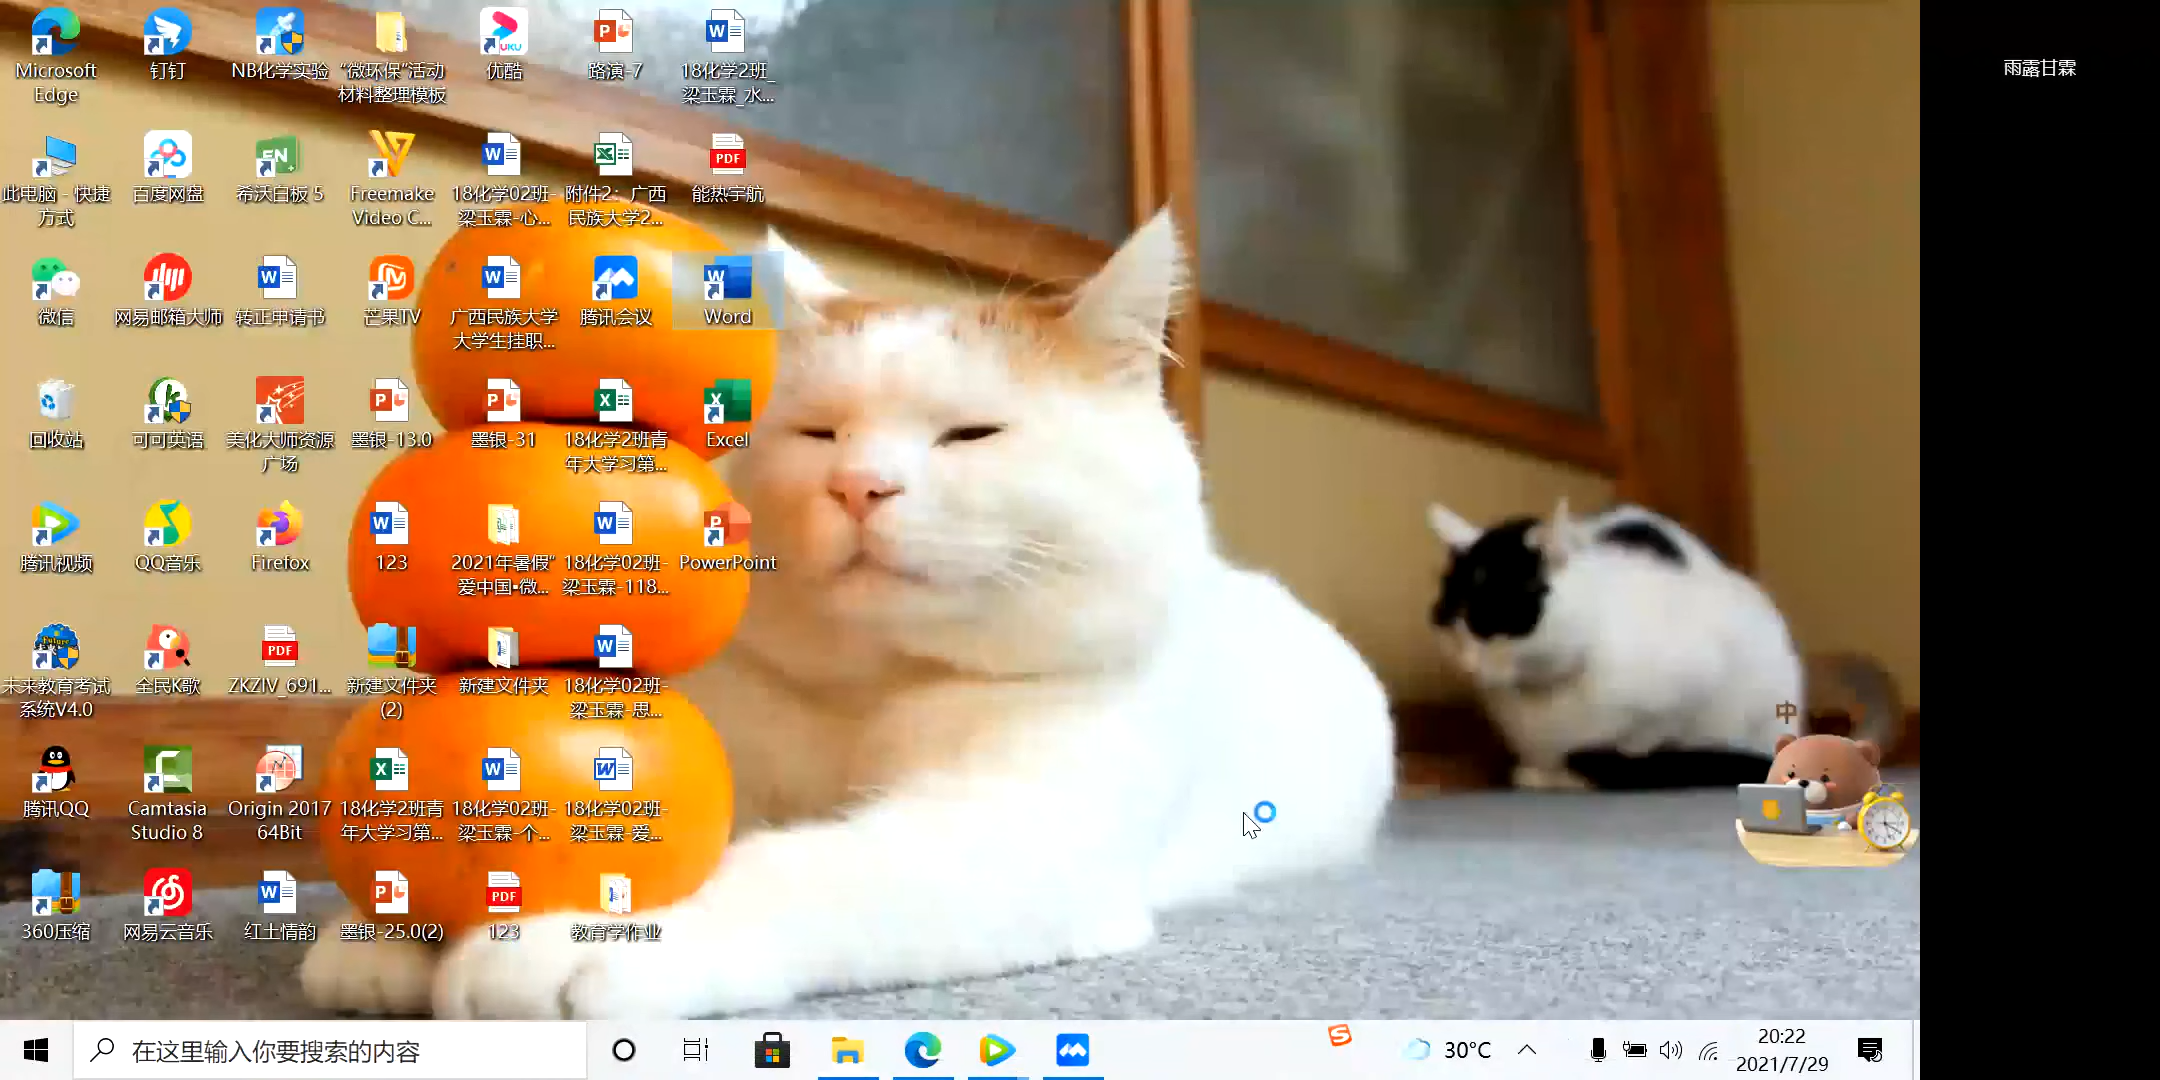 Microsoft
Edge
钉钉
NB化学实验
“微环保”活动
材料整理模板
优酷
路演-7
18化学2班_
梁玉霖_水...
雨露甘霖
此电脑 - 快捷
方式
百度网盘
希沃白板 5
Freemake
Video C...
18化学02班-
梁玉霖-心...
附件2：广西
民族大学2...
能热宇航
微信
网易邮箱大师
转正申请书
芒果TV
广西民族大学
大学生挂职...
腾讯会议
Word
回收站
可可英语
美化大师资源
广场
墨银-13.0
墨银-31
18化学2班青
年大学习第...
Excel
腾讯视频
QQ音乐
Firefox
123
2021年暑假“
爱中国•微...
18化学02班-
梁玉霖-118...
PowerPoint
未来教育考试
系统V4.0
全民K歌
ZKZIV_691...
新建文件夹
(2)
新建文件夹
18化学02班-
梁玉霖-思...
中
腾讯QQ
Camtasia
Studio 8
Origin 2017
64Bit
18化学2班青
年大学习第...
18化学02班-
梁玉霖-个...
18化学02班-
梁玉霖-爱...
360压缩
网易云音乐
红土情韵
墨银-25.0(2)
123
教育学作业
在这里输入你要搜索的内容
30°C
20:22
2021/7/29